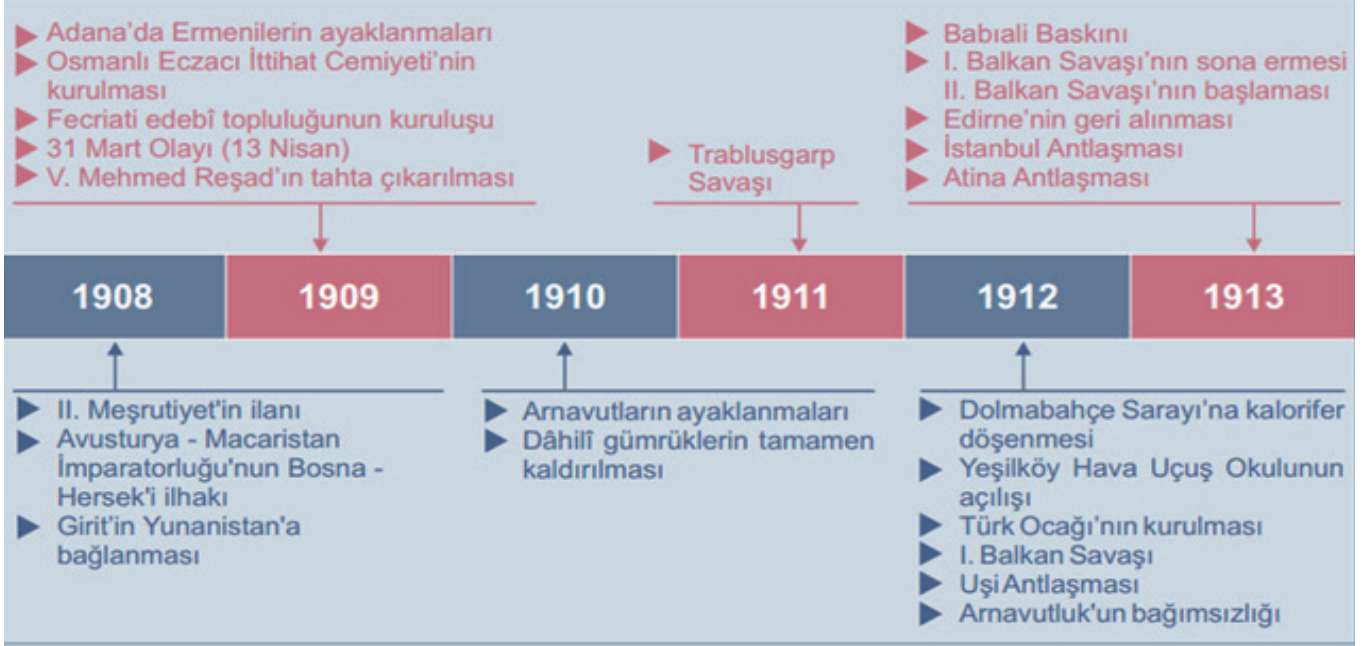 Adana'da Ermenilerin ayaklanmaları
Osmanlı Eczacı İttihat Cemiyeti'nin
kurulması
Fecriati edebî topluluğunun kuruluşu
31 Mart Olayı (13 Nisan)
V. Mehmed Reşad'ın tahta çıkarılması
Trablusgarp
Savaşı
Babıali Baskını
I. Balkan Savaşı'nın sona ermesi
II. Balkan Savaşı'nın başlaması
Edirne'nin geri alınması
İstanbul Antlaşması
Atina Antlaşması
1908 1909 1910 1911 1912 1913
II. Meşrutiyet'in ilanı
Avusturya - Macaristan
İmparatorluğu'nun Bosna -
Hersek'i ilhakı
Girit'in Yunanistan'a
bağlanması
Arnavutların ayaklanmaları
Dâhilî gümrüklerin tamamen
kaldırılması
Dolmabahçe Sarayı'na kalorifer
döşenmesi
Yeşilköy Hava Uçuş Okulunun
açılışı
Türk Ocağı'nın kurulması
I. Balkan Savaşı
Uşi Antlaşması
Arnavutluk'un bağımsızlığı